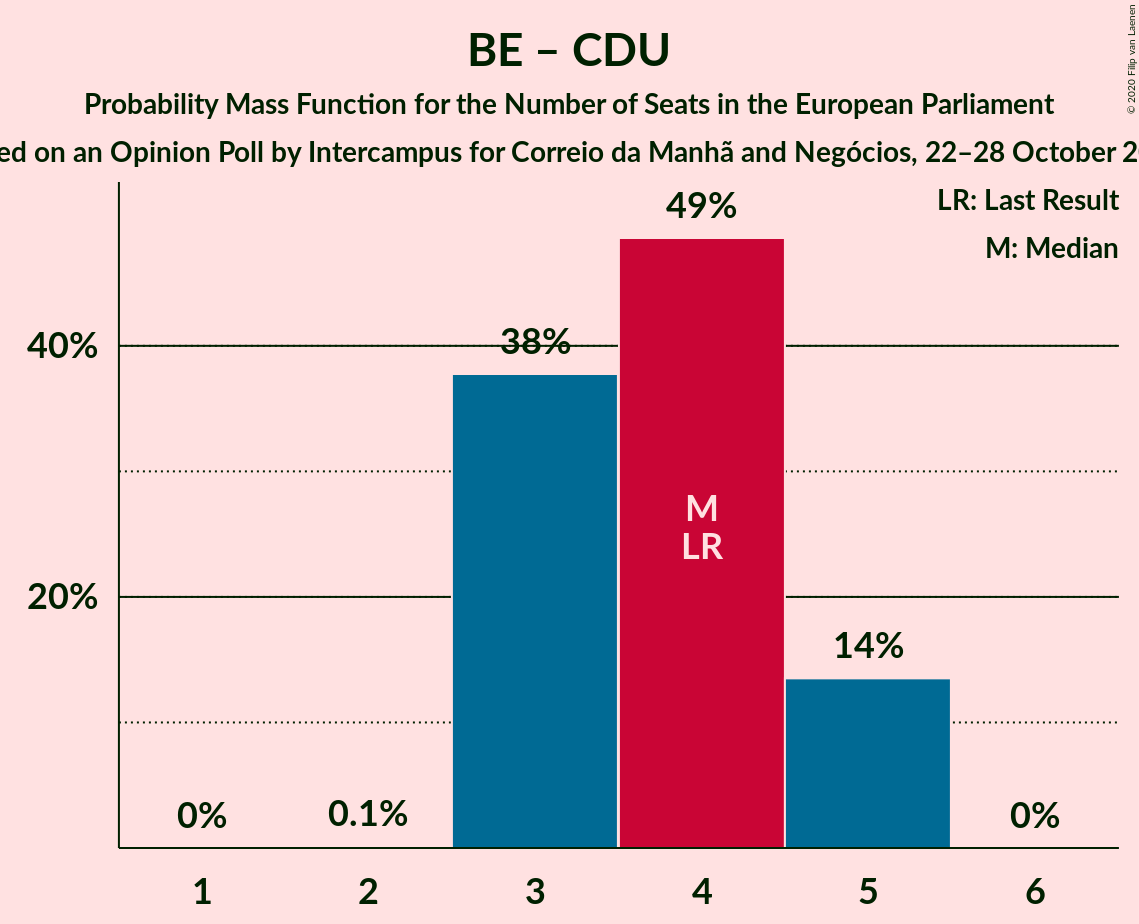 BE – CDU
Probability Mass Function for the Number of Seats in the European Parliament
on an Opinion Poll by Intercampus for Correio da Manhã and Negócios, 22–28 October
© 2020 Filip van Laenen
LR: Last Result
M: Median
49%
38%
40%
M
LR
20%
14%
0%
0.1%
0%
1
2
3
4
5
6